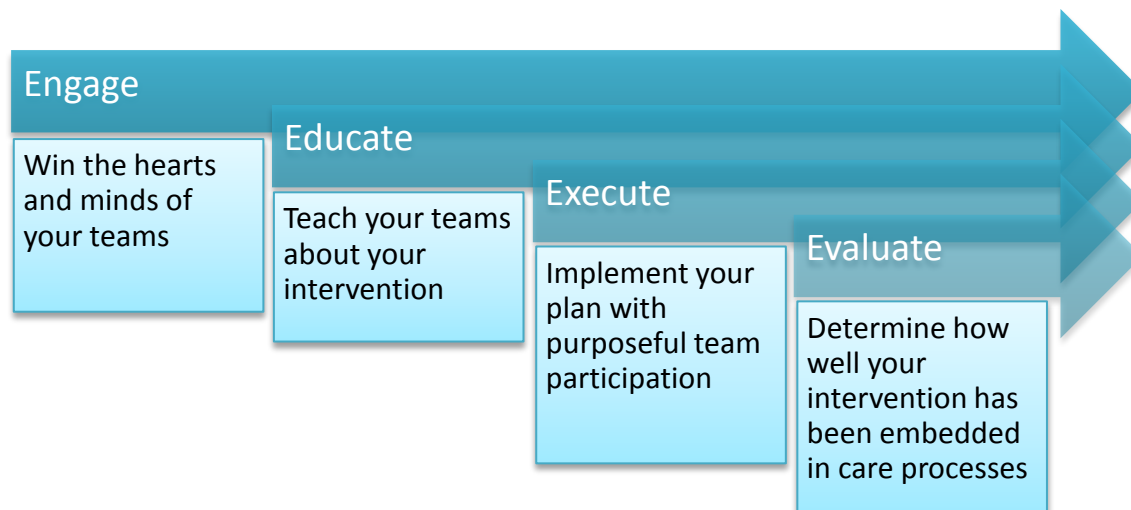 Engage
Win the hearts
and minds of
your teams
Educate
Teach your teams
about your
intervention
Execute
Implement your
plan with
purposeful team
participation
Evaluate
Determine how
well your
intervention has
been embedded
in care processes